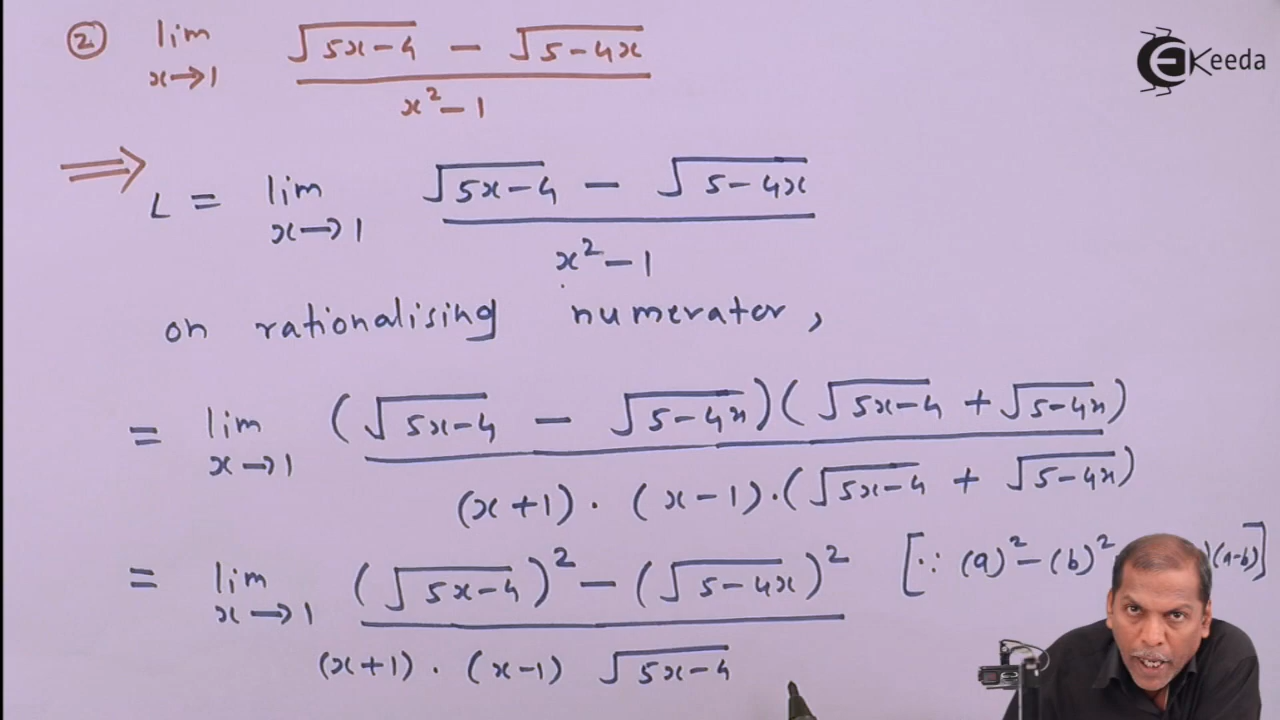 ② lim x→1 (√(5x-4) - √(5-4x)) / (x² - 1)
EKeeda
⟹ L = lim x→1 (√(5x-4) - √(5-4x)) / (x² - 1)
on rationalising numerator,
= lim x→1 (√(5x-4) - √(5-4x))(√(5x-4) + √(5-4x)) / (x+1)·(x-1)·(√(5x-4) + √(5-4x))
= lim x→1 (√(5x-4))² - (√(5-4x))² / (x+1)·(x-1) √(5x-4) [∵ (a)² - (b)² )(a-b)]